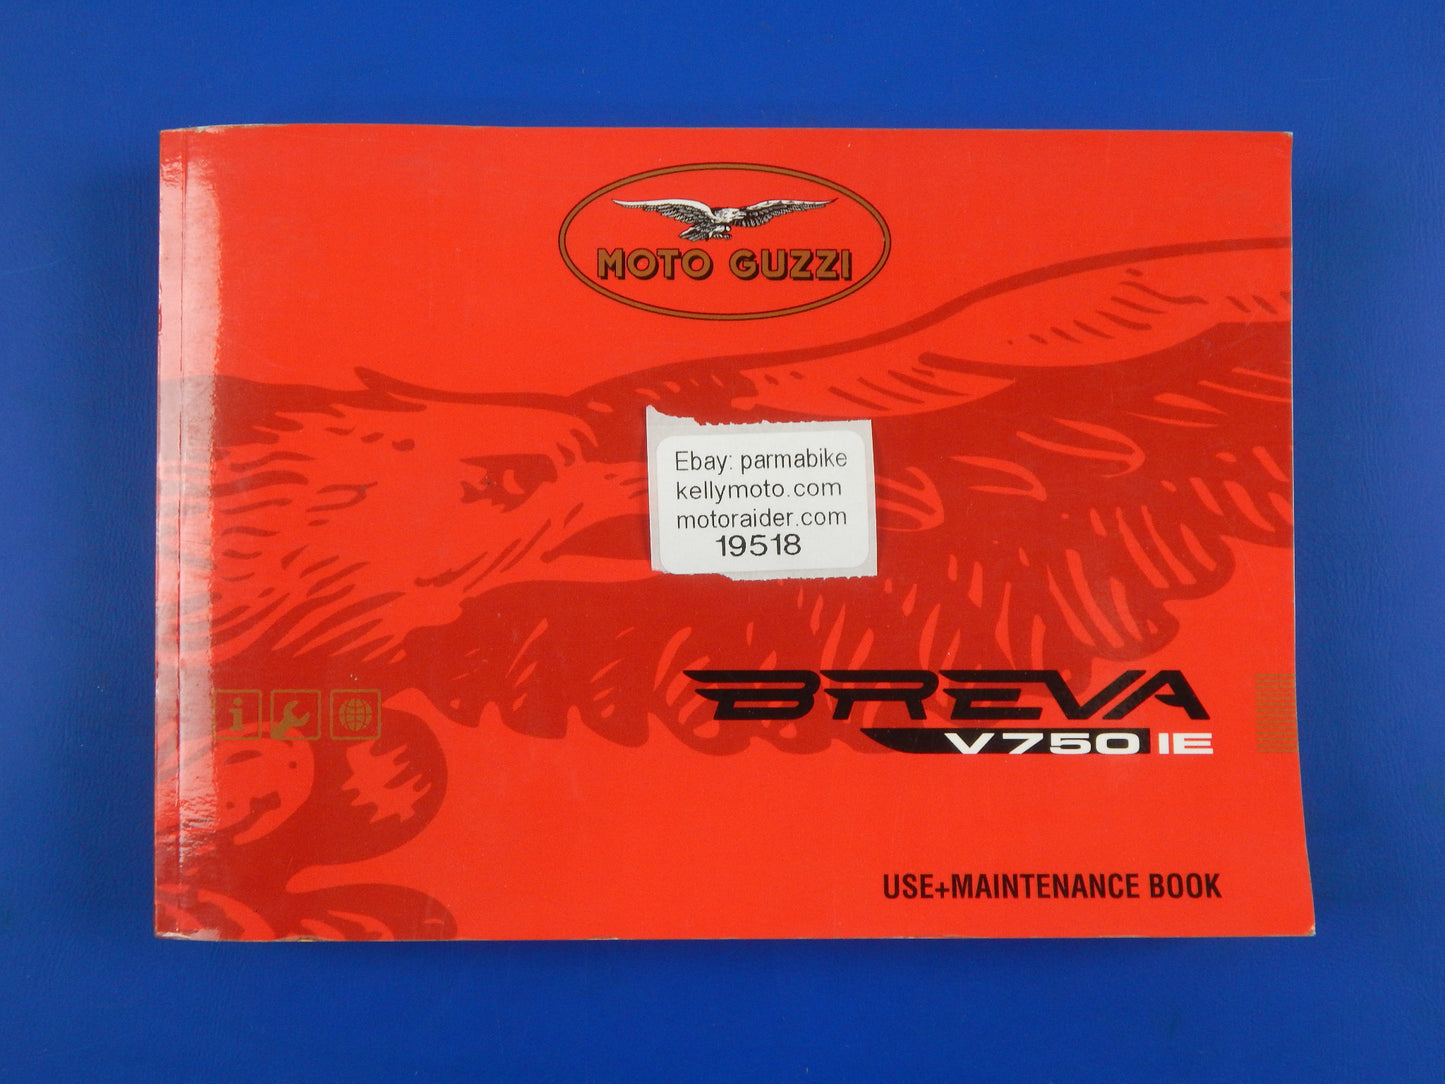 MOTO GUZZI
Ebay: parmabike
kellymoto.com
motoraider.com
19518
BREVA
V750 IE
USE+MAINTENANCE BOOK